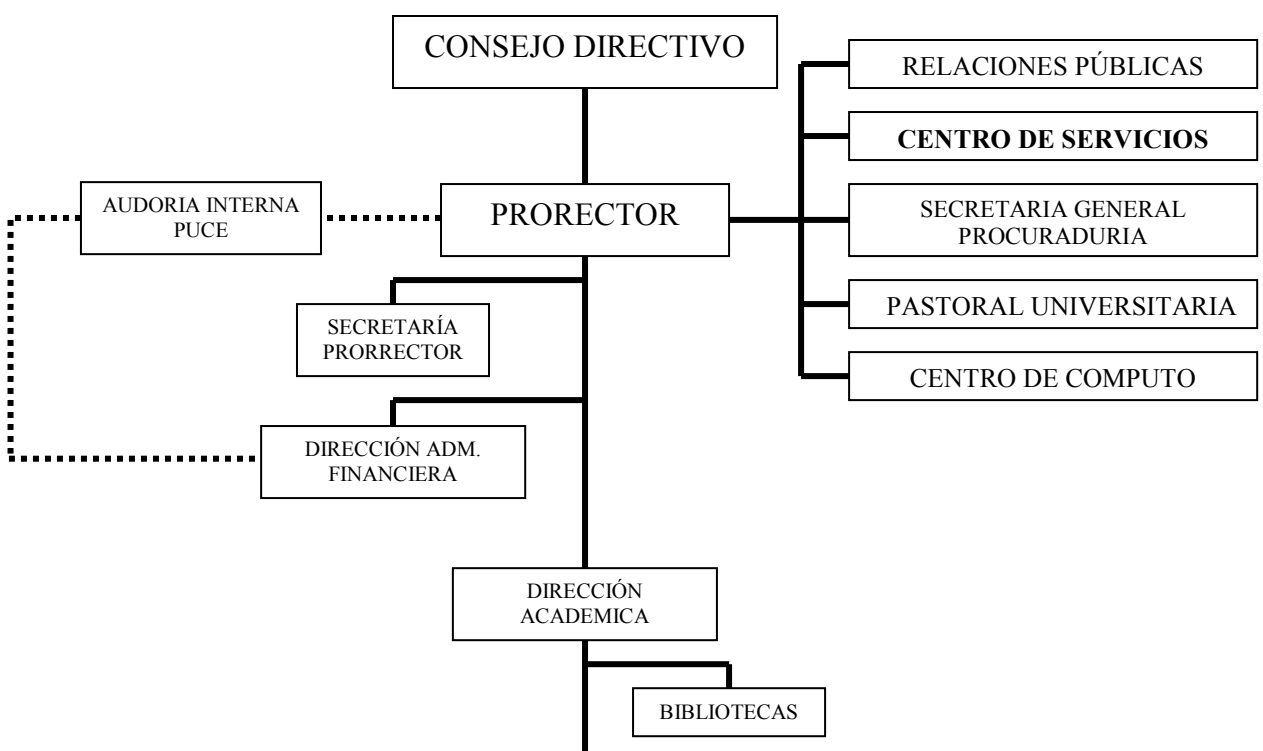 CONSEJO DIRECTIVO
RELACIONES PÚBLICAS
CENTRO DE SERVICIOS
AUDORIA INTERNA
PUCE
PRORECTOR
SECRETARIA GENERAL
PROCURADURIA
SECRETARÍA
PRORRECTOR
PASTORAL UNIVERSITARIA
CENTRO DE COMPUTO
DIRECCIÓN ADM.
FINANCIERA
DIRECCIÓN
ACADEMICA
BIBLIOTECAS